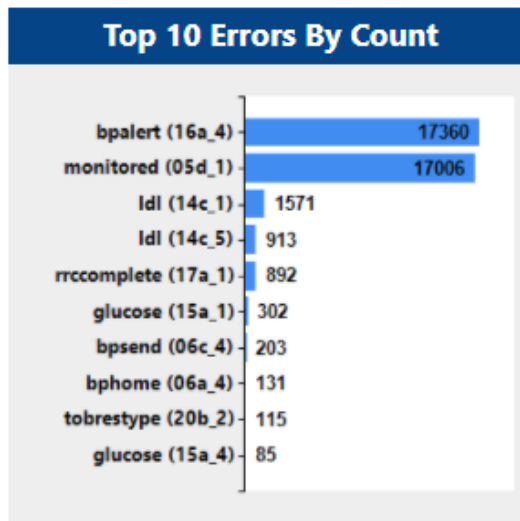 Top 10 Errors By Count
bpalert (16a_4) 17360
monitored (05d_1) 17006
ldl (14c_1) 1571
ldl (14c_5) 913
rrccomplete (17a_1) 892
glucose (15a_1) 302
bpsend (06c_4) 203
bphome (06a_4) 131
tobrestype (20b_2) 115
glucose (15a_4) 85